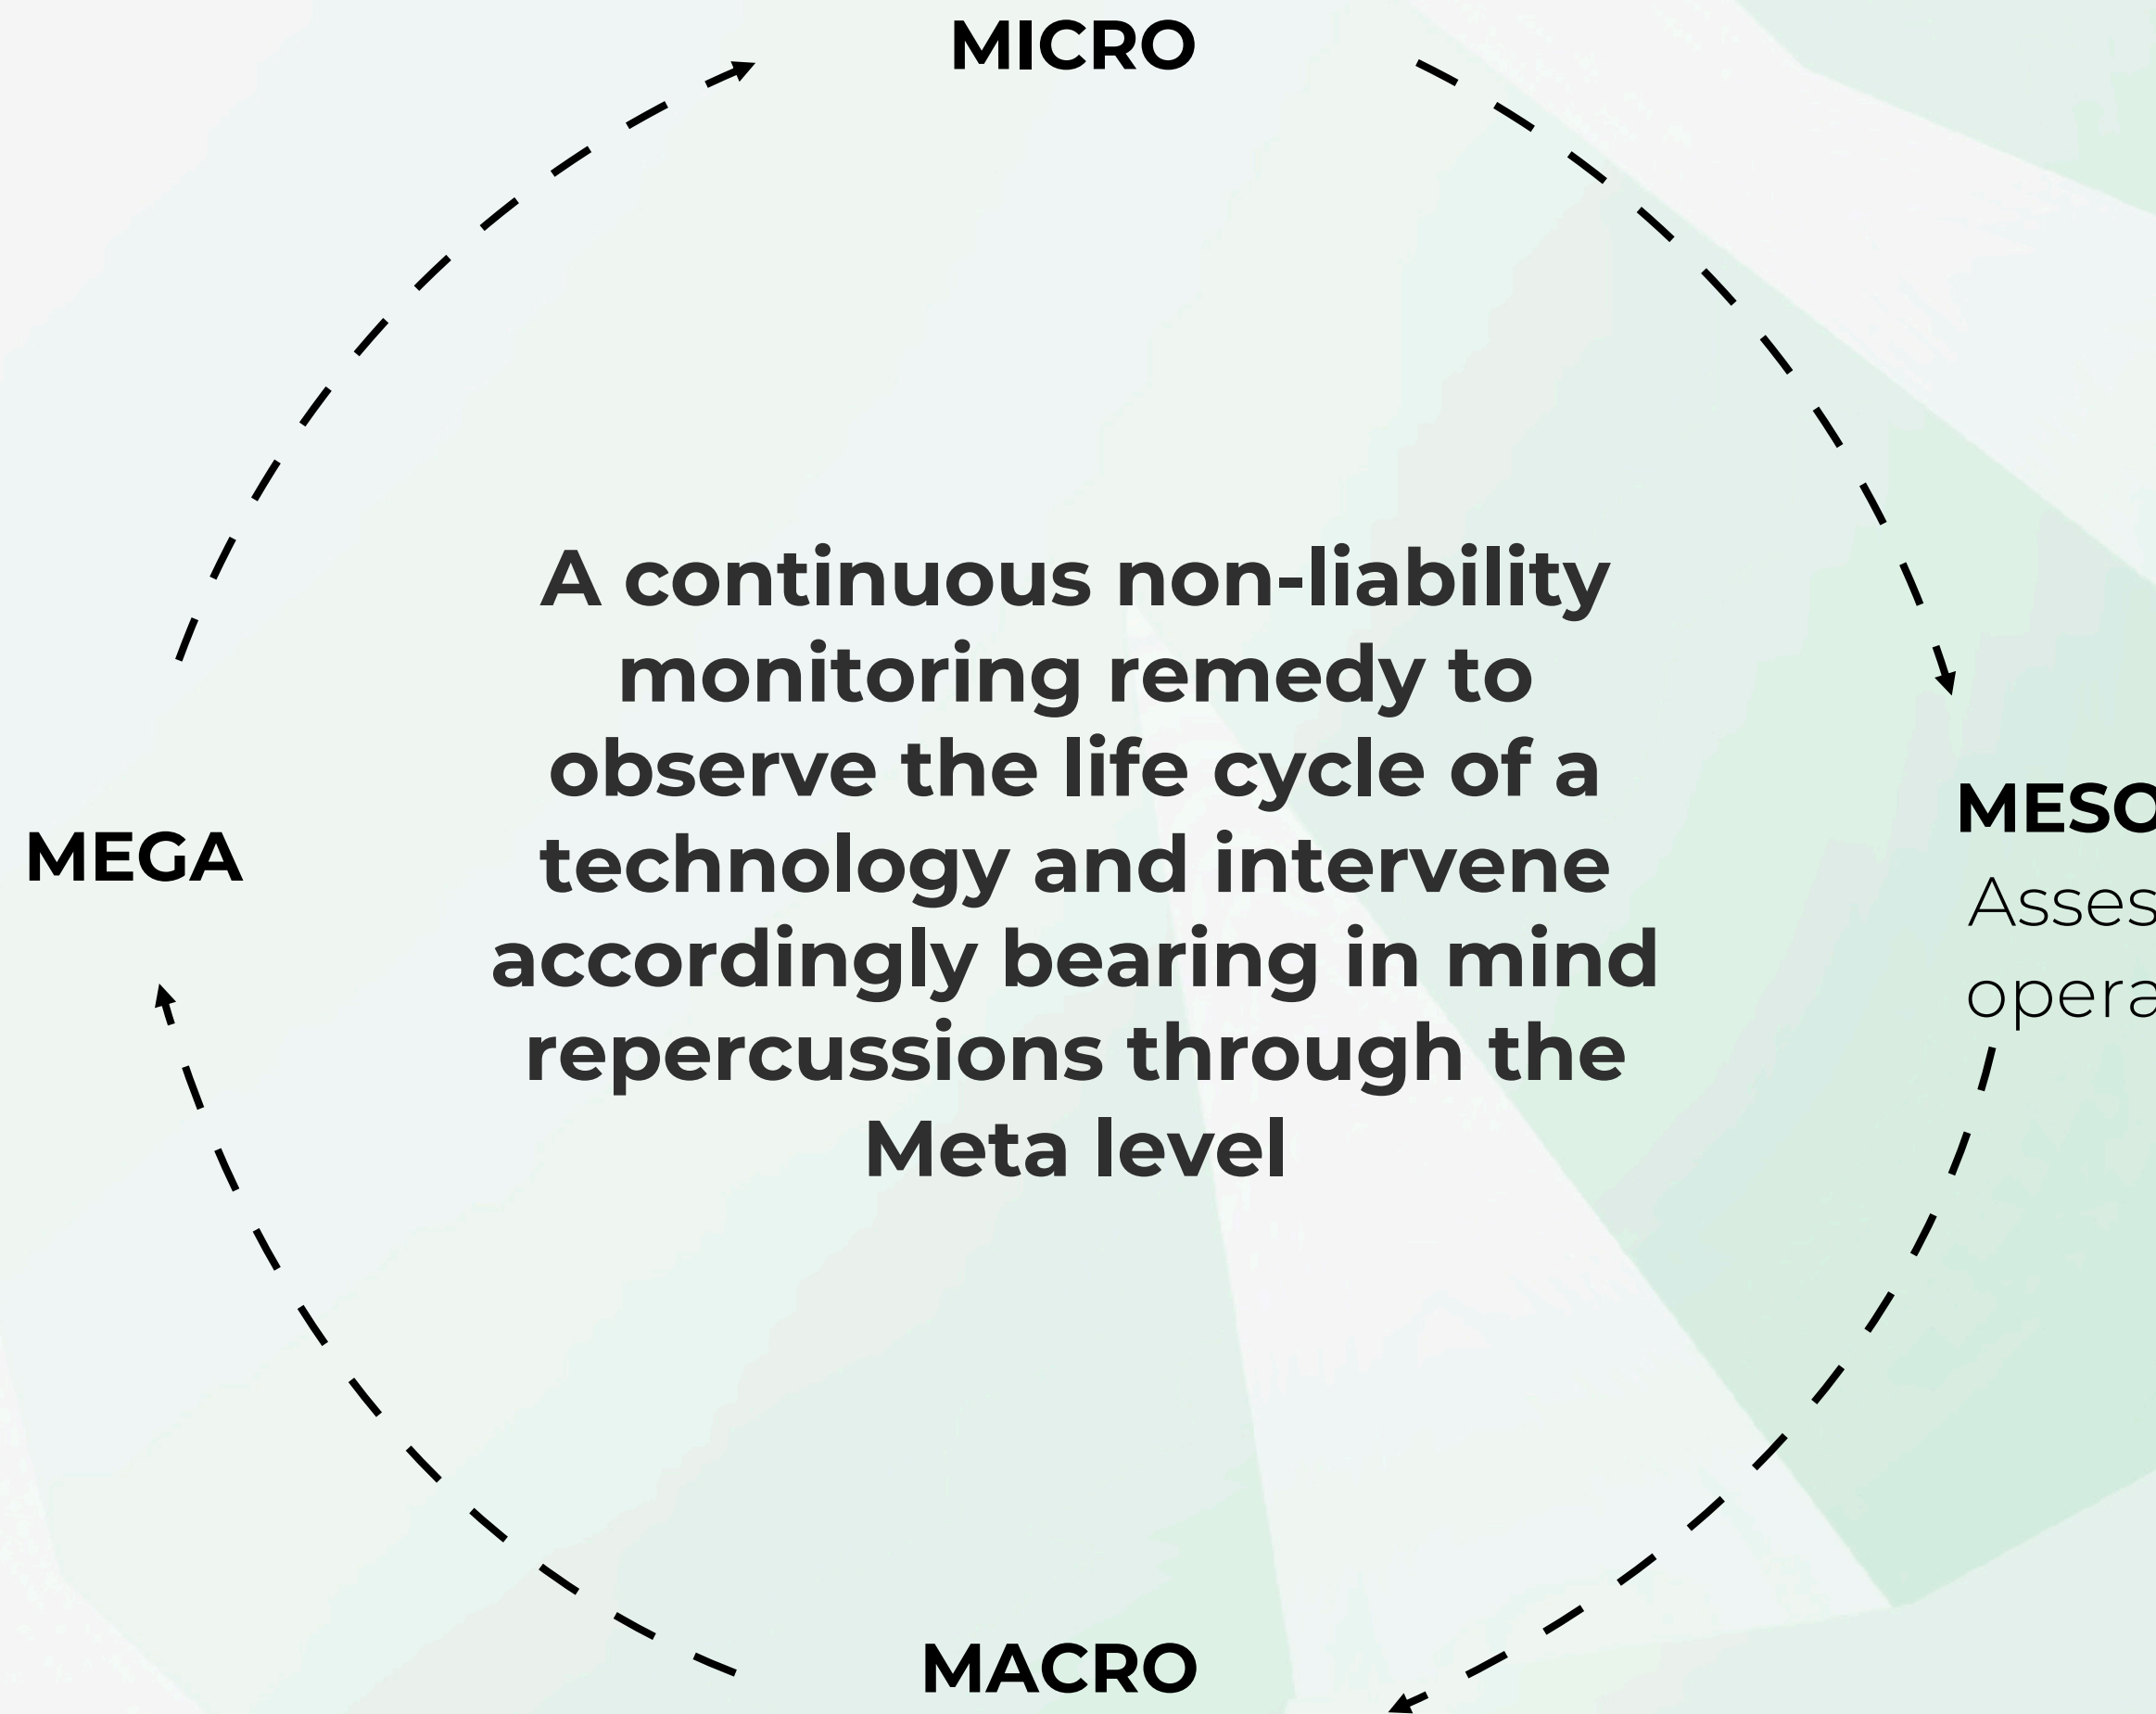 MICRO
A continuous non-liability
monitoring remedy to
observe the life cycle of a
technology and intervene
accordingly bearing in mind
repercussions through the
Meta level
MEGA
MESO
MACRO